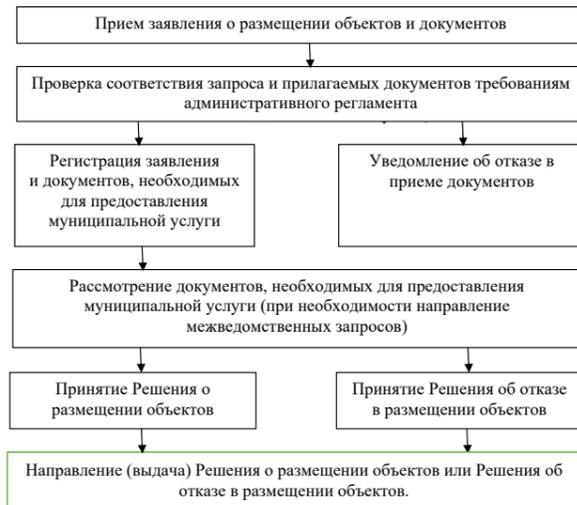 Прием заявления о размещении объектов и документов
Проверка соответствия запроса и прилагаемых документов требованиям
административного регламента
Регистрация заявления
и документов, необходимых
для предоставления
муниципальной услуги
Уведомление об отказе в
приеме документов
Рассмотрение документов, необходимых для предоставления
муниципальной услуги (при необходимости направление
межведомственных запросов)
Принятие Решения о
размещении объектов
Принятие Решения об отказе
в размещении объектов
Направление (выдача) Решения о размещении объектов или Решения об
отказе в размещении объектов.